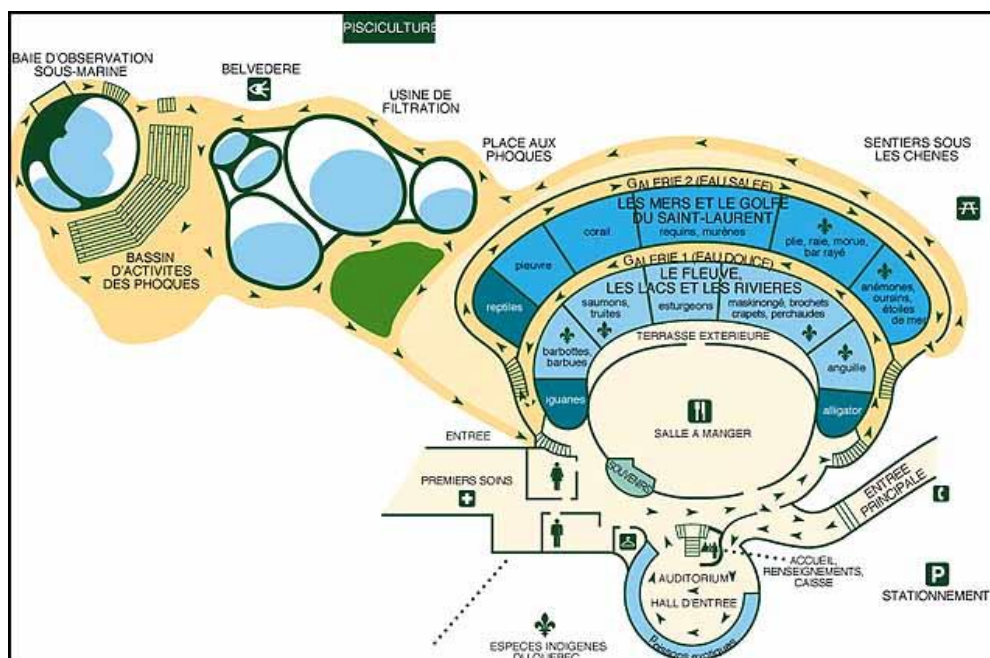 PISCICULTURE
BAIE D'OBSERVATION
SOUS-MARINE
BELVEDERE
USINE DE
FILTRATION
PLACE AUX
PHOQUES
SENTIERS SOUS
LES CHENES
BASSIN
D'ACTIVITES
DES PHOQUES
GALERIE 2 (EAU SALEE)
LES MERS ET LE GOLFE
DU SAINT-LAURENT
requins, murènes
corail
pieuvre
reptiles
plie, raie, morue,
bar rayé
anémones,
oursins,
étoiles
de mer
GALERIE 1 (EAU DOUCE)
LE FLEUVE,
LES LACS ET LES RIVIERES
saumons,
truites
esturgeons
maskinongé, brochets
crapets, perchaudes
barbottes,
barbues
anguille
iguanes
alligator
TERRASSE EXTERIEURE
SALLE A MANGER
SOUVENIRS
ENTREE
PREMIERS SOINS
ENTREE
PRINCIPALE
ACCUEIL,
RENSEIGNEMENTS,
CAISSE
AUDITORIUM
HALL D'ENTREE
Poissons exotiques
P
STATIONNEMENT
ESPECES INDIGENES
DU QUEBEC